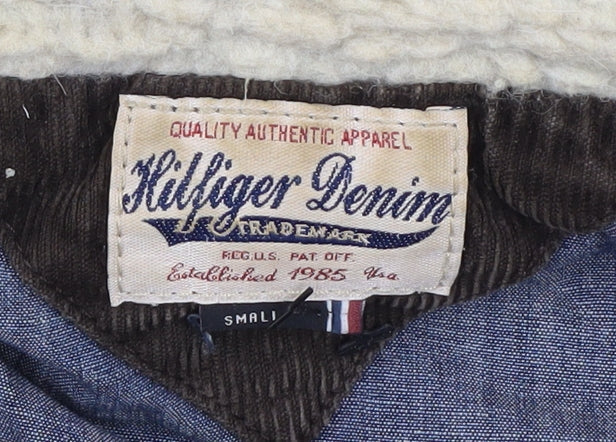 QUALITY AUTHENTIC APPAREL
Hilfiger Denim
TRADEMARK
REG.U.S. PAT. OFF.
Established 1985 Usa
SMALL